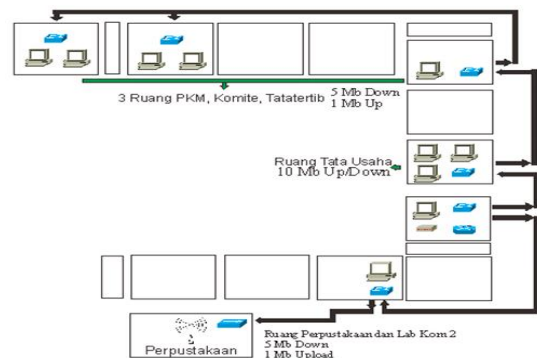 3 Ruang PKM, Komite, Tatatertib
5 Mb Down
1 Mb Up
Ruang Tata Usaha
10 Mb Up/Down
Perpustakaan
Ruang Perpustakaan dan Lab Kom 2
5 Mb Down
1 Mb Upload